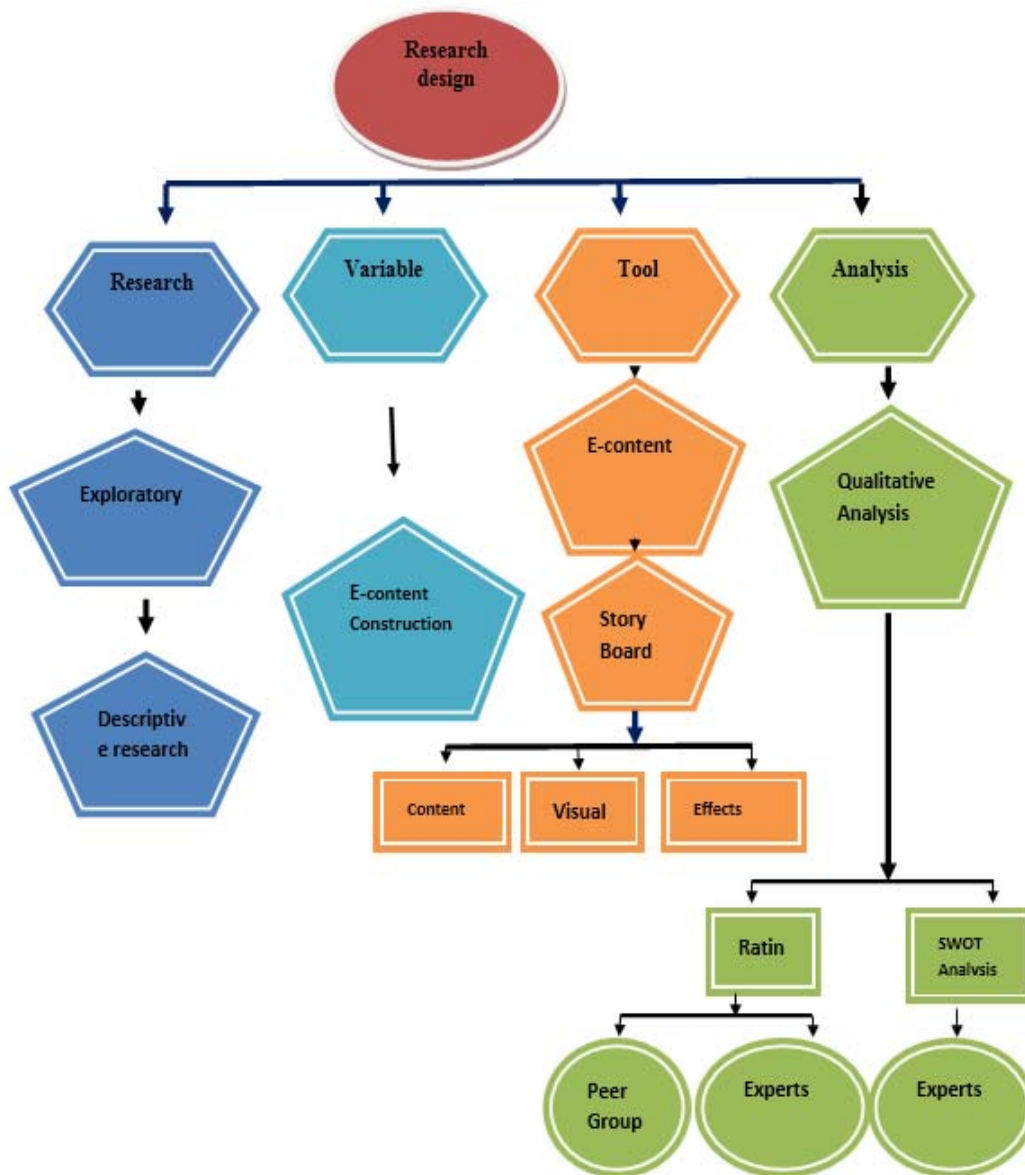 Research
design
Research
Variable
Tool
Analysis
Exploratory
E-content
Qualitative
Analysis
E-content
Construction
Story
Board
Descriptiv
e research
Content
Visual
Effects
Ratin
SWOT
Analysis
Peer
Group
Experts
Experts